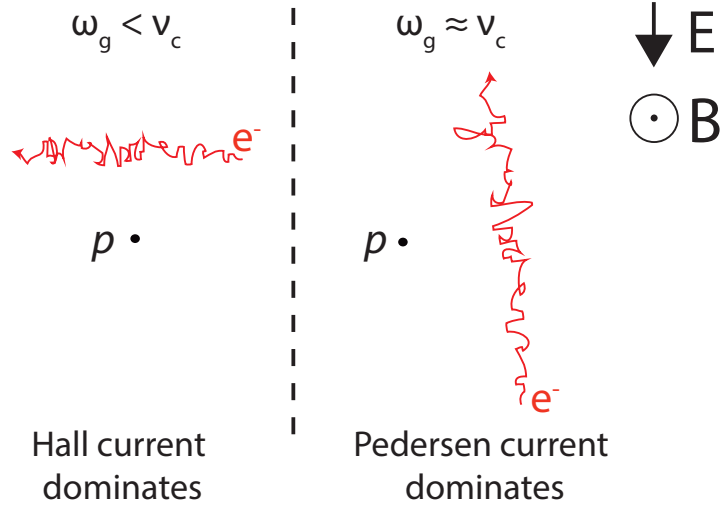 ω_g < ν_c
ω_g ≈ ν_c
E
B
e⁻
p
p
e⁻
Hall current
dominates
Pedersen current
dominates